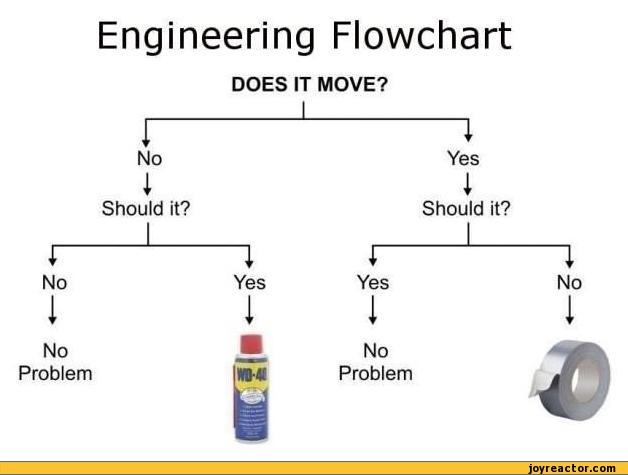 Engineering Flowchart
DOES IT MOVE?
No
Yes
Should it?
Should it?
No
Yes
Yes
No
No
Problem
WD-40
No
Problem
joyreactor.com